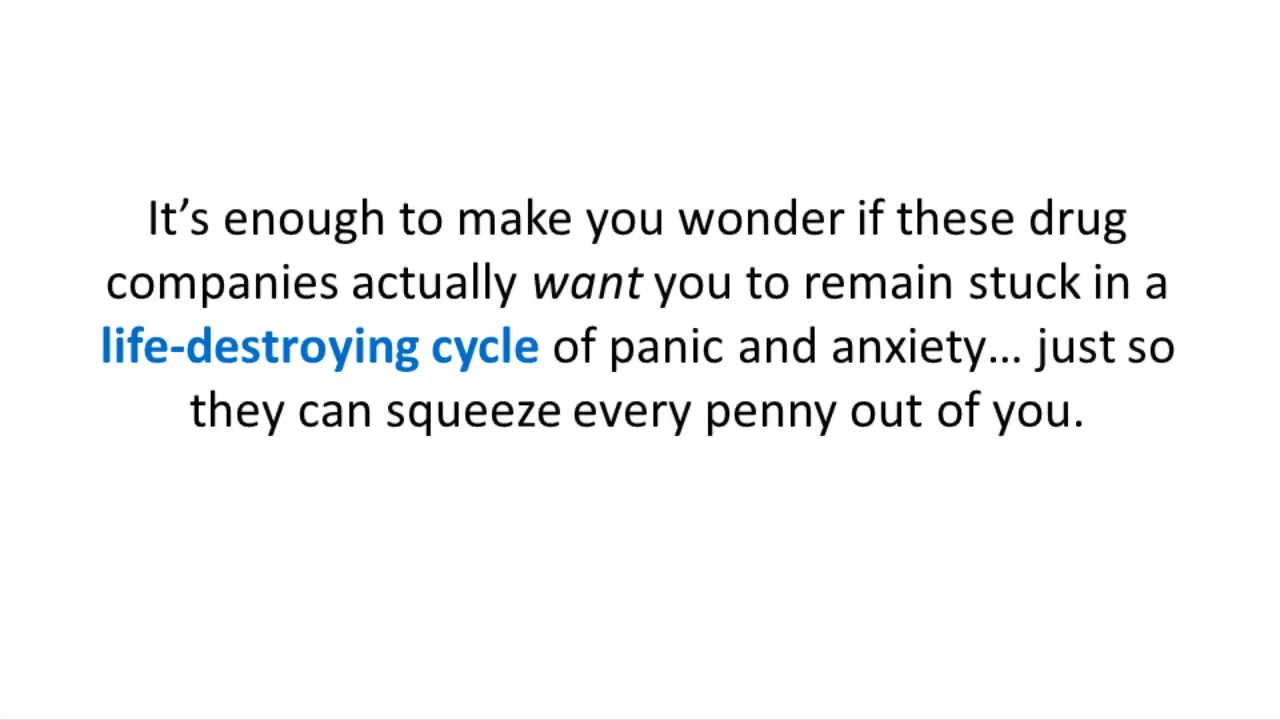 It’s enough to make you wonder if these drug
companies actually want you to remain stuck in a
life-destroying cycle of panic and anxiety… just so
they can squeeze every penny out of you.